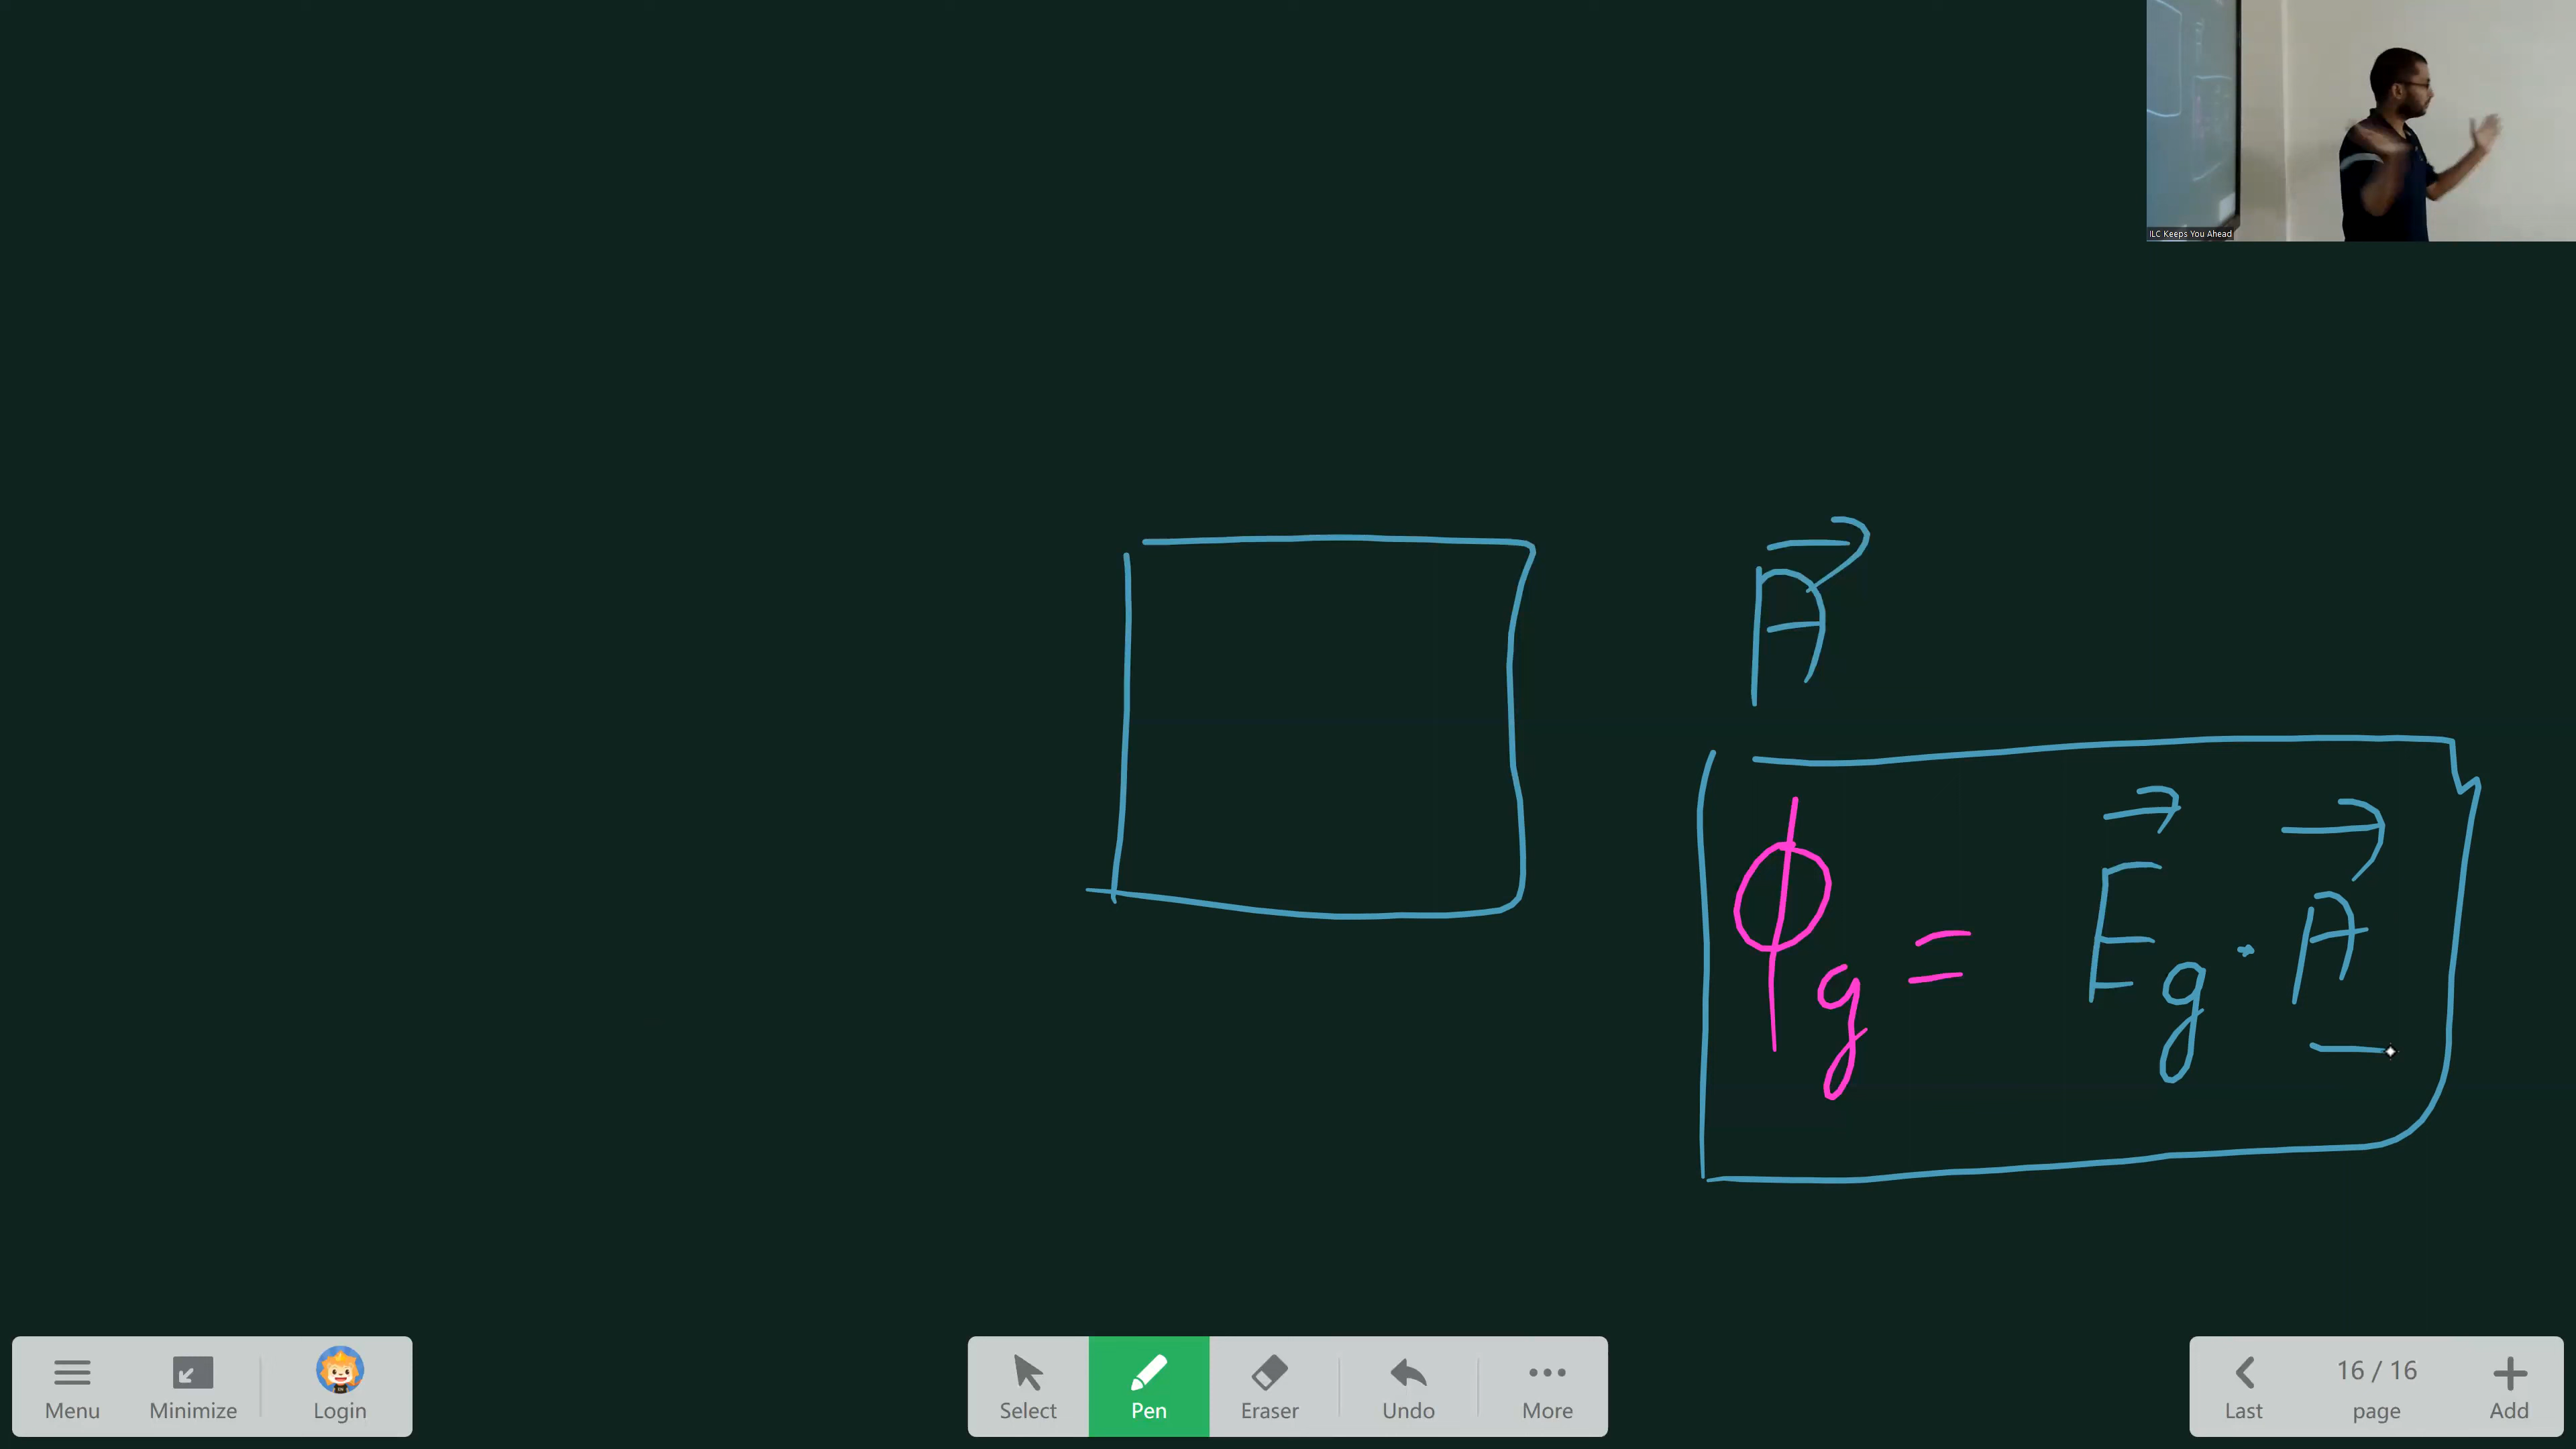 ILC Keeps You Ahead
A⃗
ϕg = E⃗g · A⃗
Menu Minimize Login
Select Pen Eraser Undo More
16 / 16
Last page Add